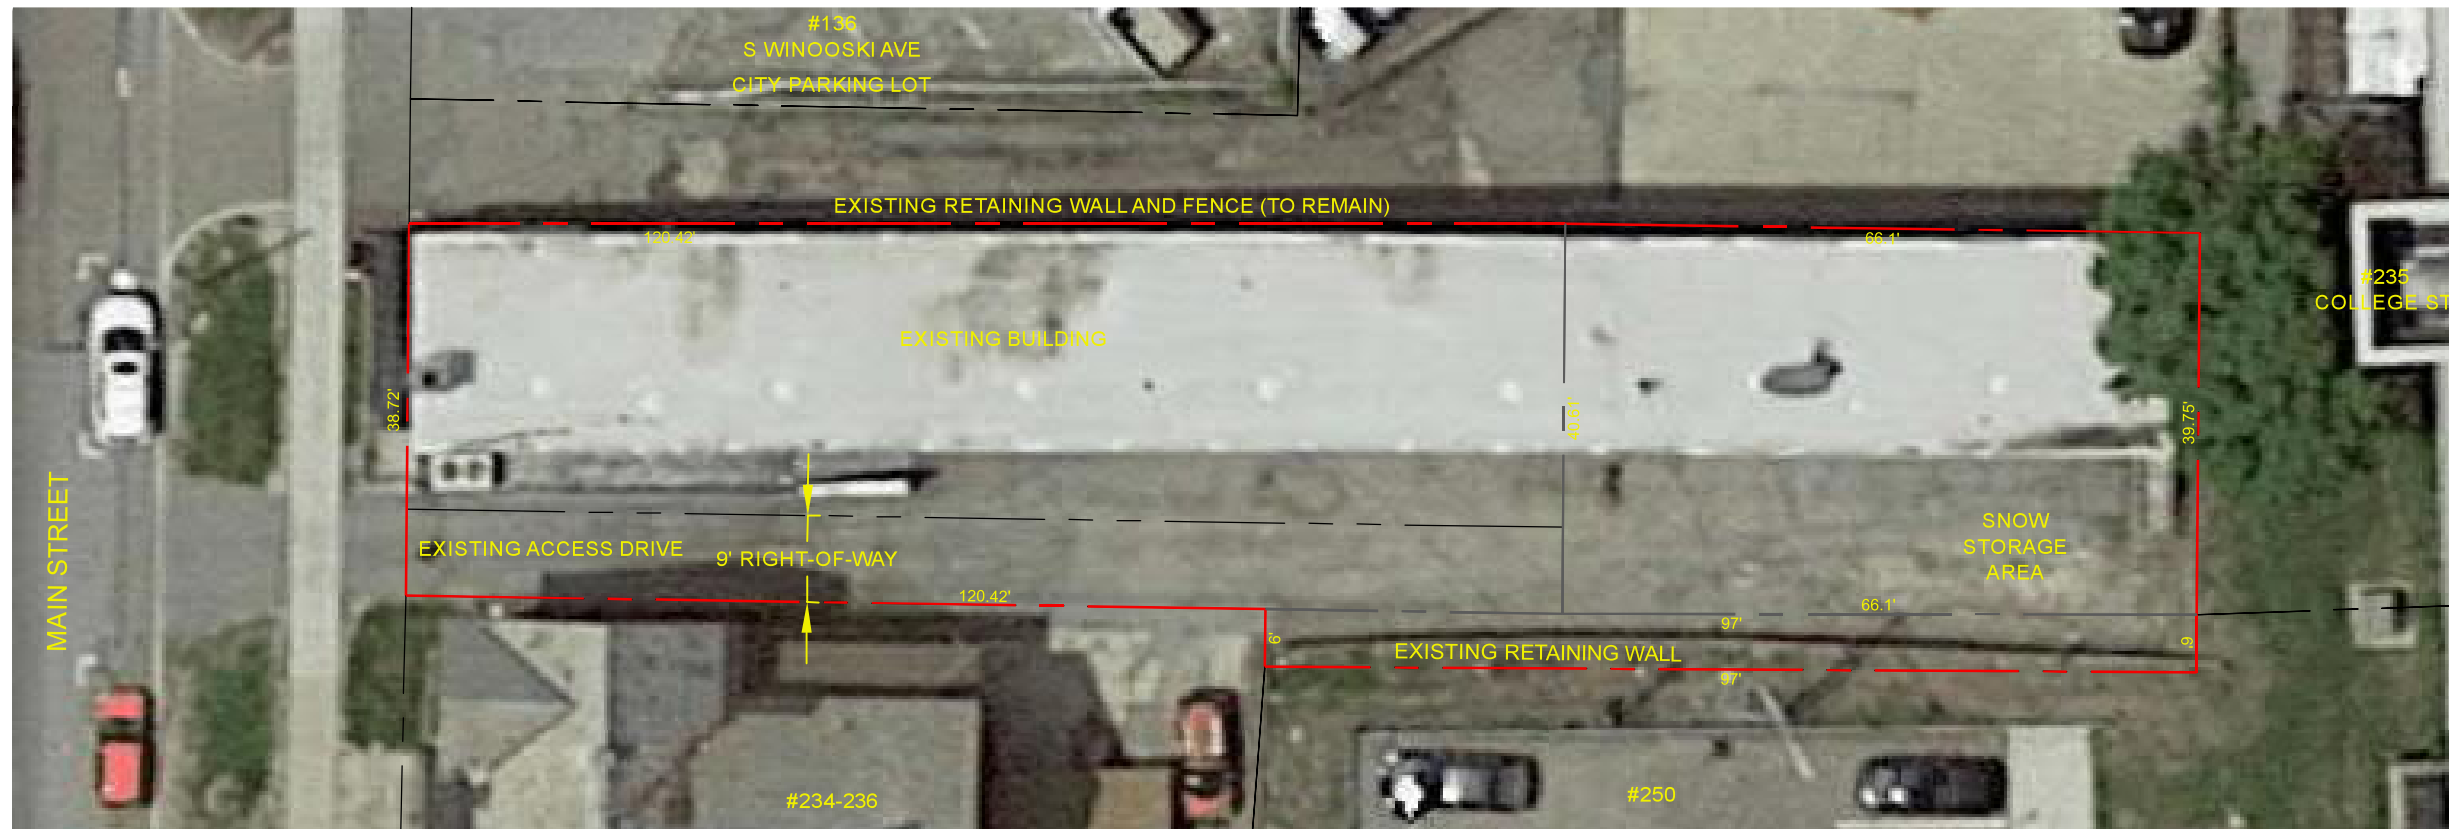 #136
S WINOOSKI AVE
CITY PARKING LOT
EXISTING RETAINING WALL AND FENCE (TO REMAIN)
120.42'
66.1'
#235
COLLEGE ST
EXISTING BUILDING
38.72'
40.61'
39.75'
MAIN STREET
EXISTING ACCESS DRIVE
9' RIGHT-OF-WAY
SNOW
STORAGE
AREA
120.42'
66.1'
97'
6'
6'
EXISTING RETAINING WALL
97'
#234-236
#250